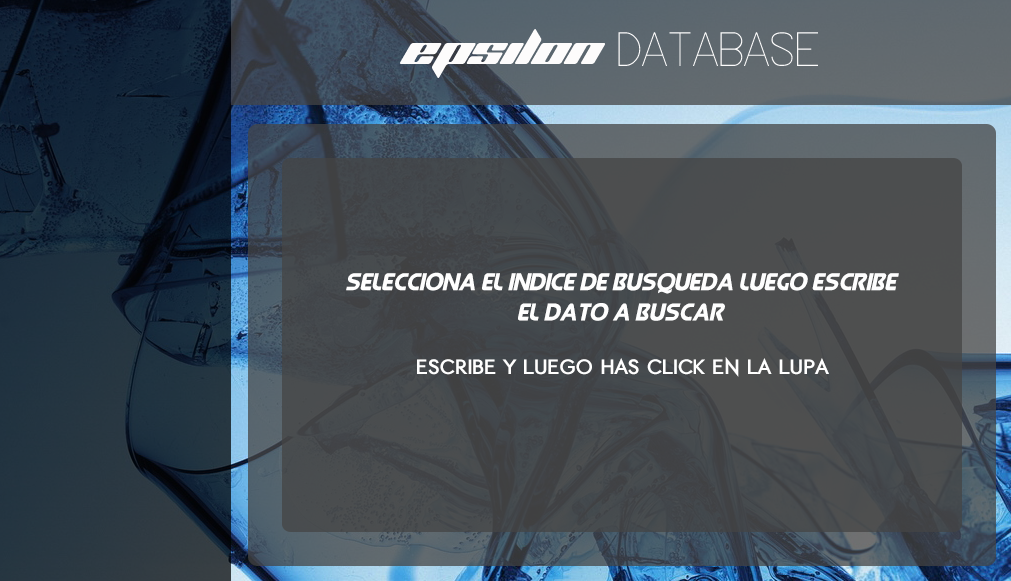 epsilon DATABASE
SELECCIONA EL INDICE DE BUSQUEDA LUEGO ESCRIBE
EL DATO A BUSCAR
ESCRIBE Y LUEGO HAS CLICK EN LA LUPA